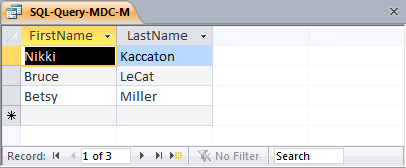 SQL-Query-MDC-M
FirstName LastName
Nikki Kaccaton
Bruce LeCat
Betsy Miller
Record: 1 of 3 No Filter Search